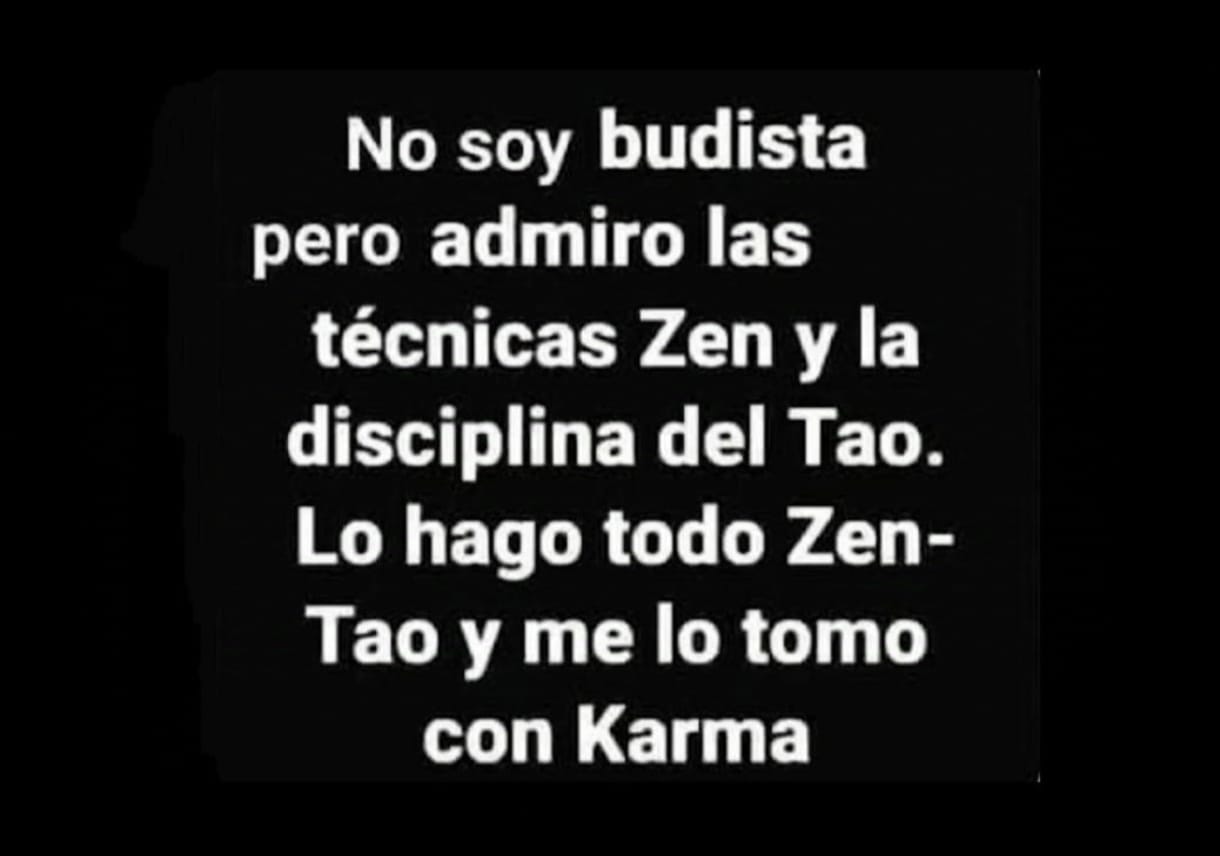 No soy budista
pero admiro las
técnicas Zen y la
disciplina del Tao.
Lo hago todo Zen-
Tao y me lo tomo
con Karma